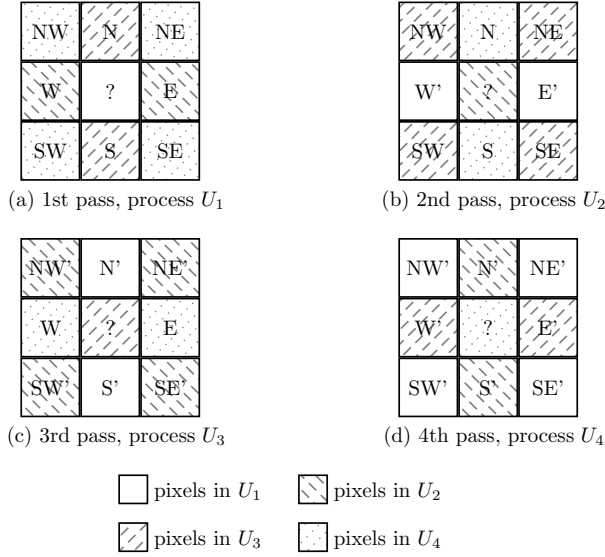 NW N NE NW N NE
W ? E W' ? E'
SW S SE SW S SE
(a) 1st pass, process U1 (b) 2nd pass, process U2
NW' N' NE' NW' N' NE'
W ? E W' ? E'
SW' S' SE' SW' S' SE'
(c) 3rd pass, process U3 (d) 4th pass, process U4
pixels in U1 pixels in U2
pixels in U3 pixels in U4